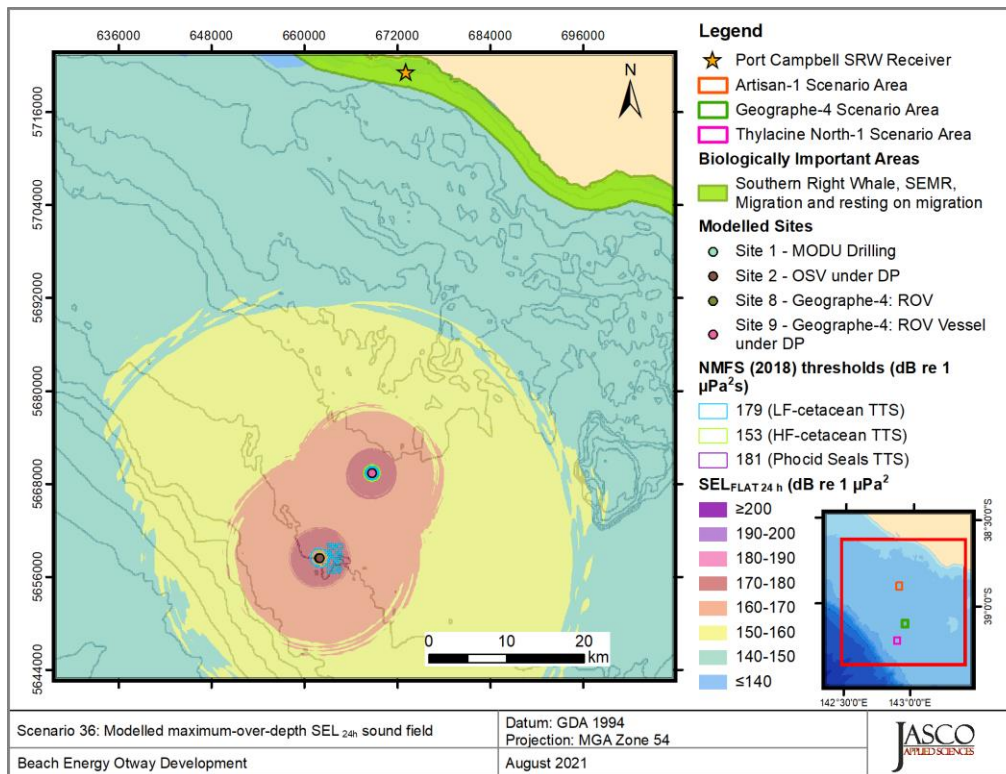 636000 648000 660000 672000 684000 696000
5716000
5704000
5692000
5680000
5668000
5656000
5644000
N
0 10 20
km
Legend
Port Campbell SRW Receiver
Artisan-1 Scenario Area
Geographe-4 Scenario Area
Thylacine North-1 Scenario Area
Biologically Important Areas
Southern Right Whale, SEMR,
Migration and resting on migration
Modelled Sites
Site 1 - MODU Drilling
Site 2 - OSV under DP
Site 8 - Geographe-4: ROV
Site 9 - Geographe-4: ROV Vessel
under DP
NMFS (2018) thresholds (dB re 1
µPa²s)
179 (LF-cetacean TTS)
153 (HF-cetacean TTS)
181 (Phocid Seals TTS)
SELFLAT 24 h (dB re 1 µPa²
≥200
190-200
180-190
170-180
160-170
150-160
140-150
≤140
38°30'S
39°0'S
142°30'E 143°0'E
Scenario 36: Modelled maximum-over-depth SEL 24h sound field
Datum: GDA 1994
Projection: MGA Zone 54
Beach Energy Otway Development
August 2021
JASCO
APPLIED SCIENCES